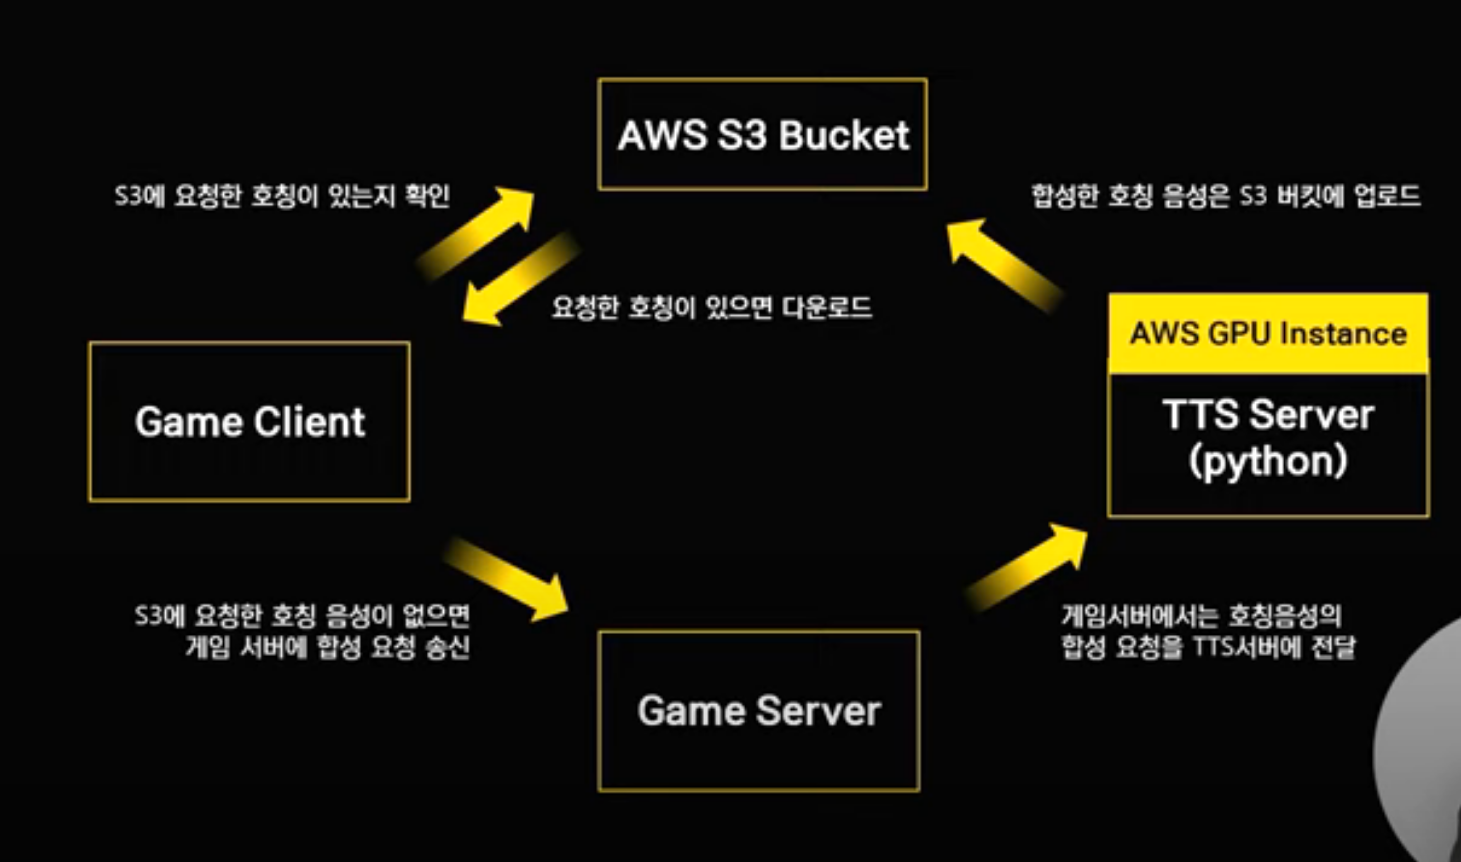 AWS S3 Bucket
S3에 요청한 호칭이 있는지 확인
합성한 호칭 음성은 S3 버킷에 업로드
요청한 호칭이 있으면 다운로드
AWS GPU Instance
Game Client
TTS Server
(python)
S3에 요청한 호칭 음성이 없으면
게임 서버에 합성 요청 송신
게임서버에서는 호칭음성의
합성 요청을 TTS서버에 전달
Game Server